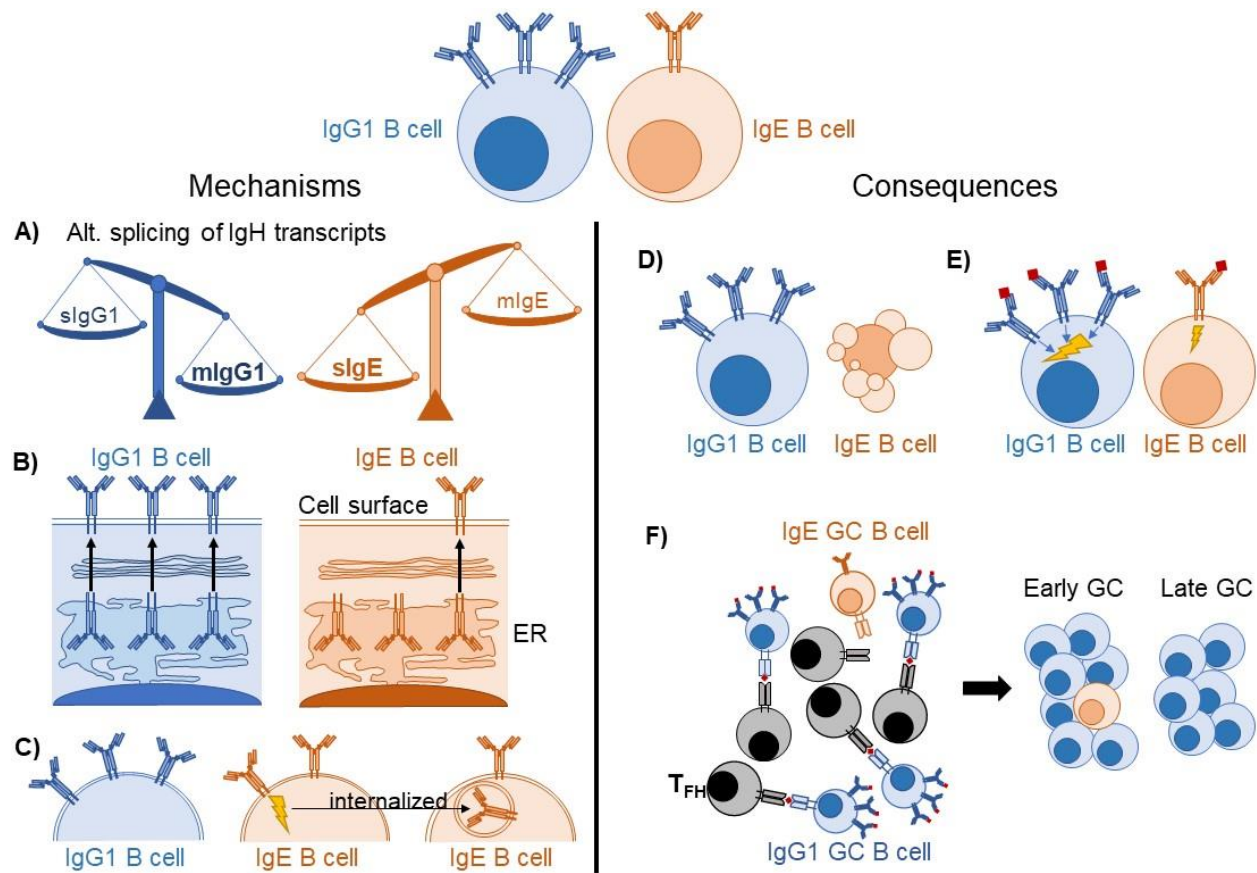 IgG1 B cell
IgE B cell
Mechanisms
Consequences
A) Alt. splicing of IgH transcripts
sIgG1
mIgG1
sIgE
mIgE
B)
IgG1 B cell
IgE B cell
Cell surface
ER
C)
internalized
IgG1 B cell
IgE B cell
IgE B cell
D)
IgG1 B cell
IgE B cell
E)
IgG1 B cell
IgE B cell
F)
IgE GC B cell
TFH
IgG1 GC B cell
Early GC
Late GC